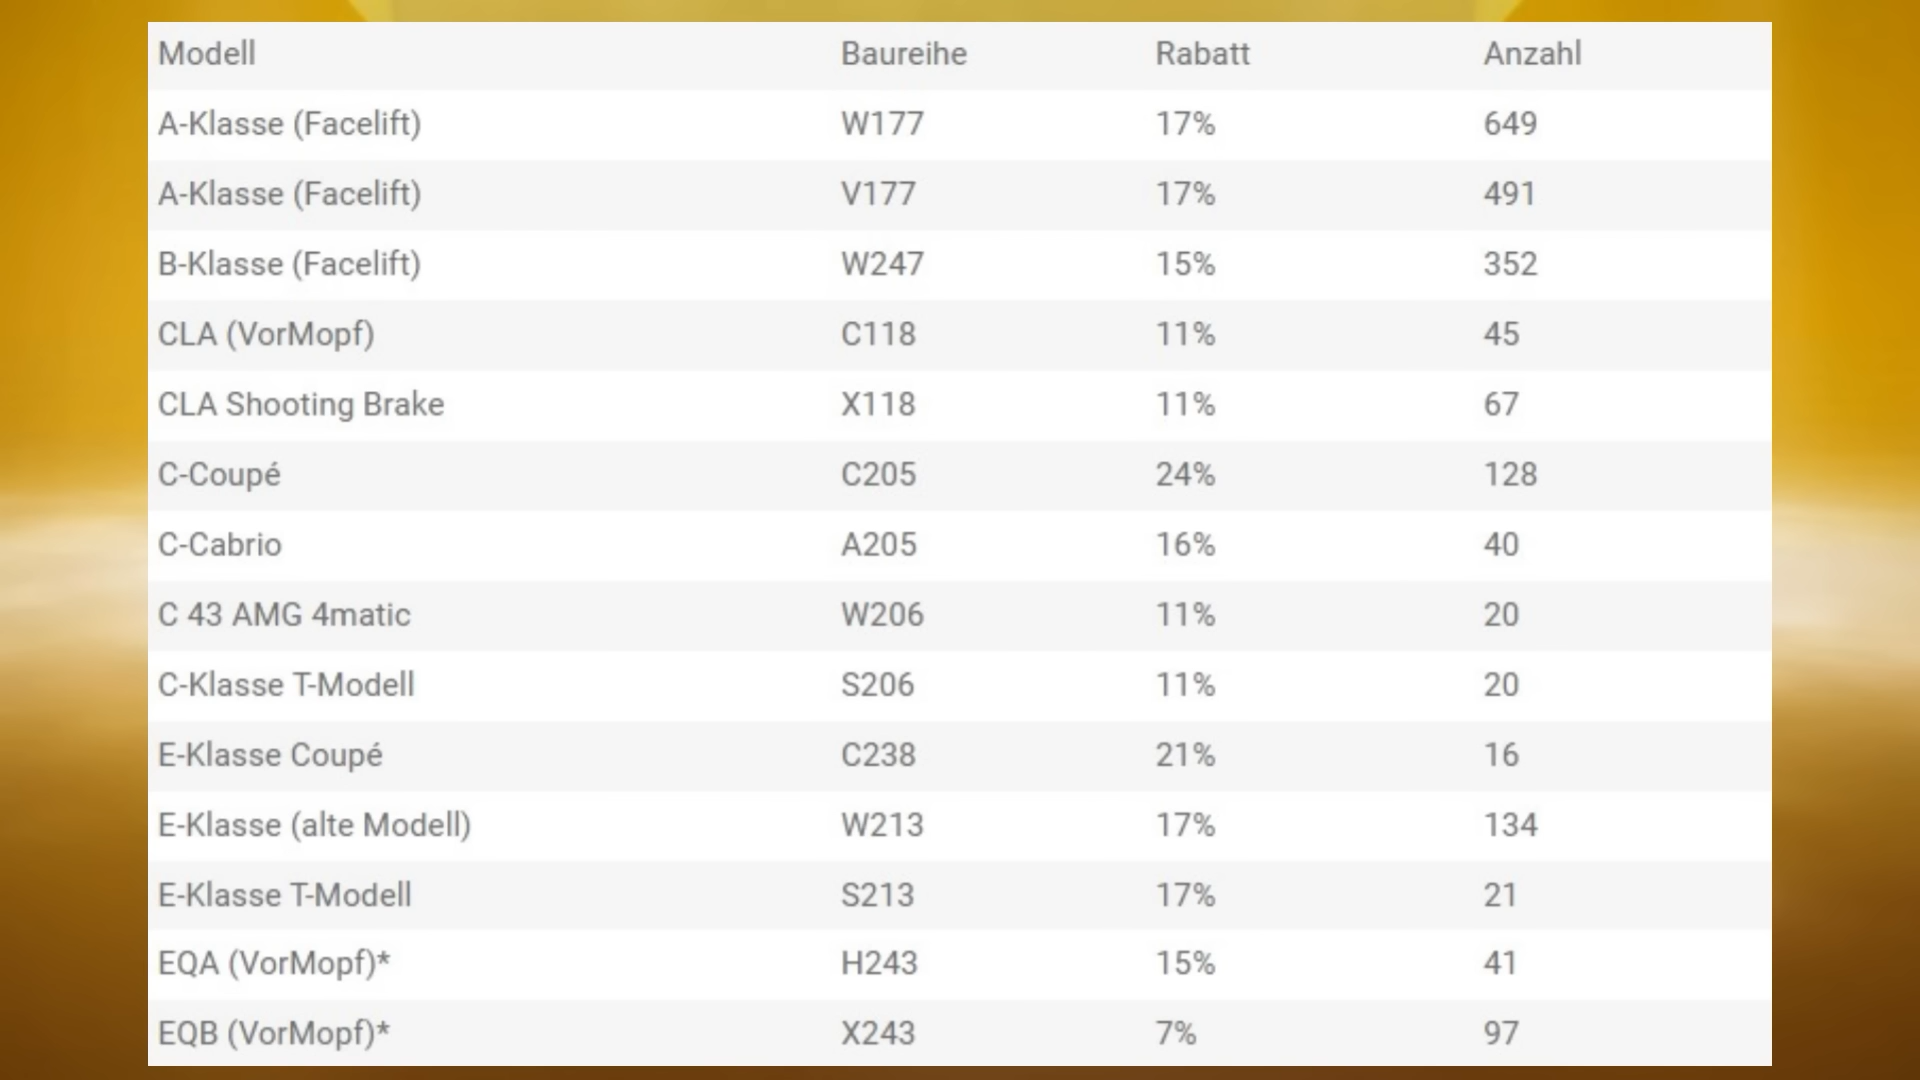 Modell Baureihe Rabatt Anzahl
A-Klasse (Facelift) W177 17% 649
A-Klasse (Facelift) V177 17% 491
B-Klasse (Facelift) W247 15% 352
CLA (VorMopf) C118 11% 45
CLA Shooting Brake X118 11% 67
C-Coupé C205 24% 128
C-Cabrio A205 16% 40
C 43 AMG 4matic W206 11% 20
C-Klasse T-Modell S206 11% 20
E-Klasse Coupé C238 21% 16
E-Klasse (alte Modell) W213 17% 134
E-Klasse T-Modell S213 17% 21
EQA (VorMopf)* H243 15% 41
EQB (VorMopf)* X243 7% 97